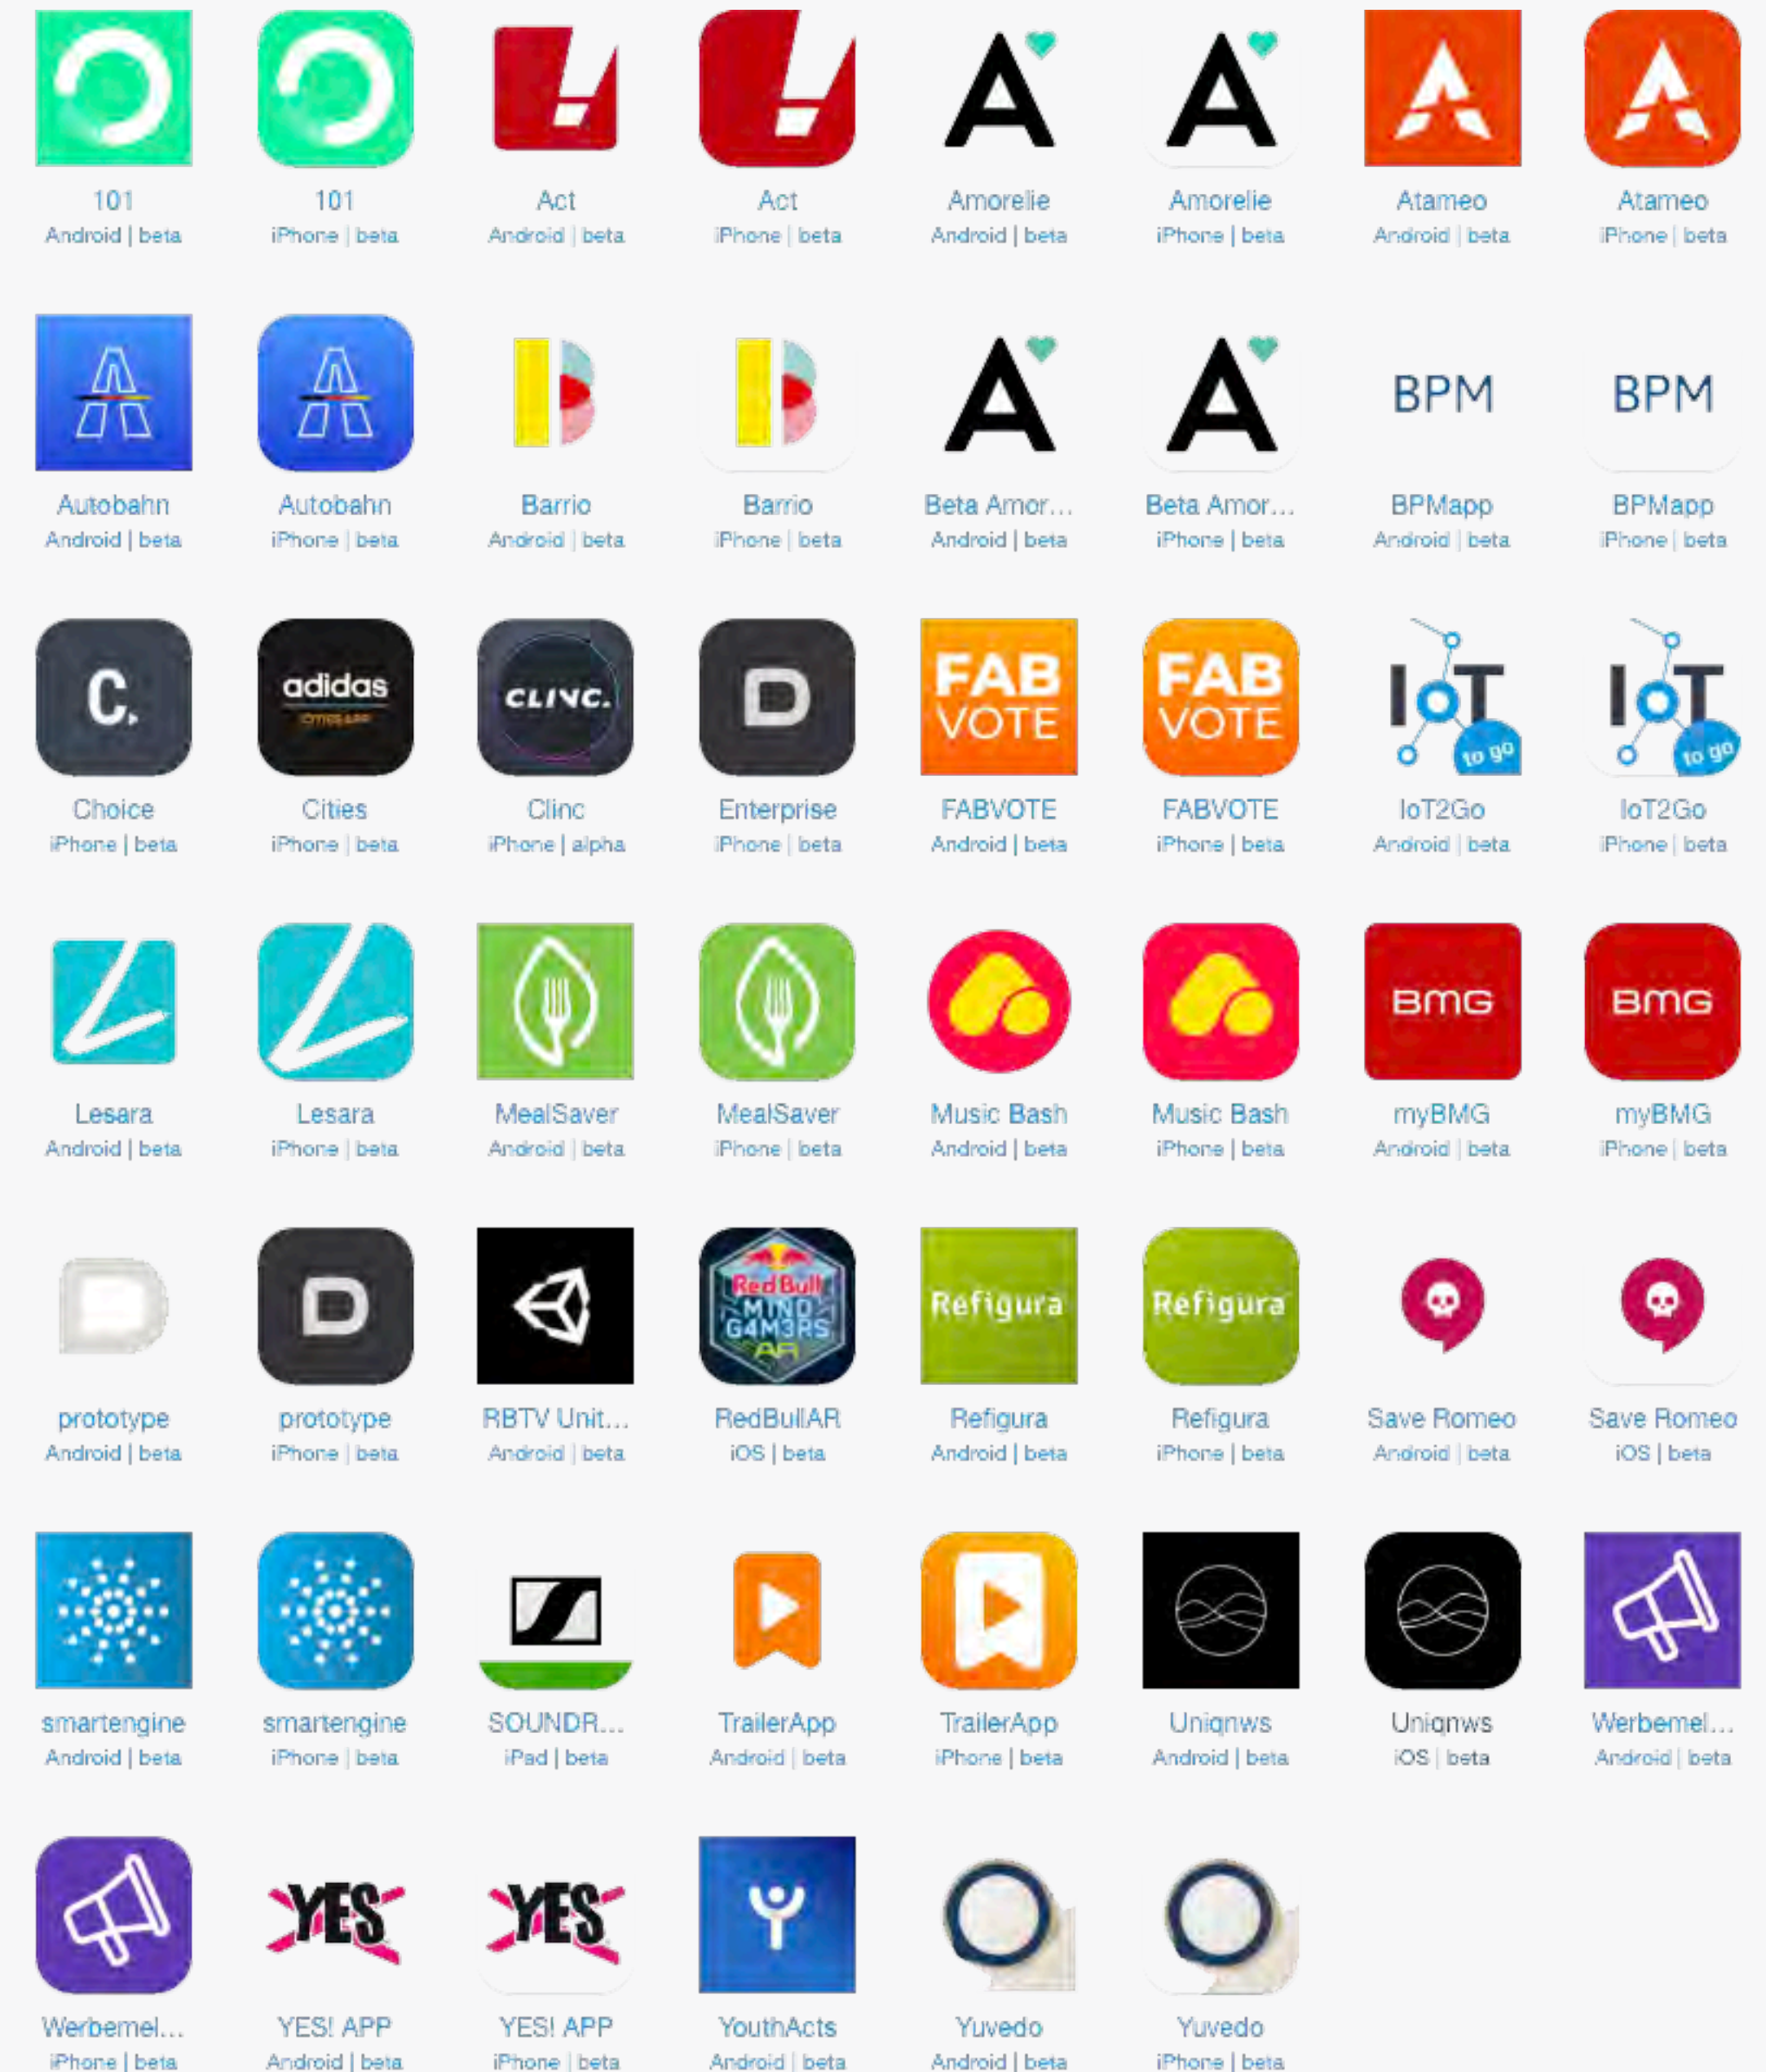 101 101 Act Act Amorelie Amorelie Atameo Atameo
Android | beta iPhone | beta Android | beta iPhone | beta Android | beta iPhone | beta Android | beta iPhone | beta
BPM BPM
Autobahn Autobahn Barrio Barrio Beta Amor... Beta Amor... BPMapp BPMapp
Android | beta iPhone | beta Android | beta iPhone | beta Android | beta iPhone | beta Android | beta iPhone | beta
C. adidas CLINC. D FAB FAB IoT IoT
CITIES APP VOTE VOTE to go to go
Choice Cities Clinc Enterprise FABVOTE FABVOTE IoT2Go IoT2Go
iPhone | beta iPhone | beta iPhone | alpha iPhone | beta Android | beta iPhone | beta Android | beta iPhone | beta
BMG BMG
Lesara Lesara MealSaver MealSaver Music Bash Music Bash myBMG myBMG
Android | beta iPhone | beta Android | beta iPhone | beta Android | beta iPhone | beta Android | beta iPhone | beta
D Red Bull Refigura Refigura
MIND
G4M3RS
AR
prototype prototype RBTV Unit... RedBullAR Refigura Refigura Save Romeo Save Romeo
Android | beta iPhone | beta Android | beta iOS | beta Android | beta iPhone | beta Android | beta iOS | beta
smartengine smartengine SOUNDR... TrailerApp TrailerApp Uniqnws Uniqnws Werbemel...
Android | beta iPhone | beta iPad | beta Android | beta iPhone | beta Android | beta iOS | beta Android | beta
YES YES
Werbemel... YES! APP YES! APP YouthActs Yuvedo Yuvedo
iPhone | beta Android | beta iPhone | beta Android | beta Android | beta iPhone | beta